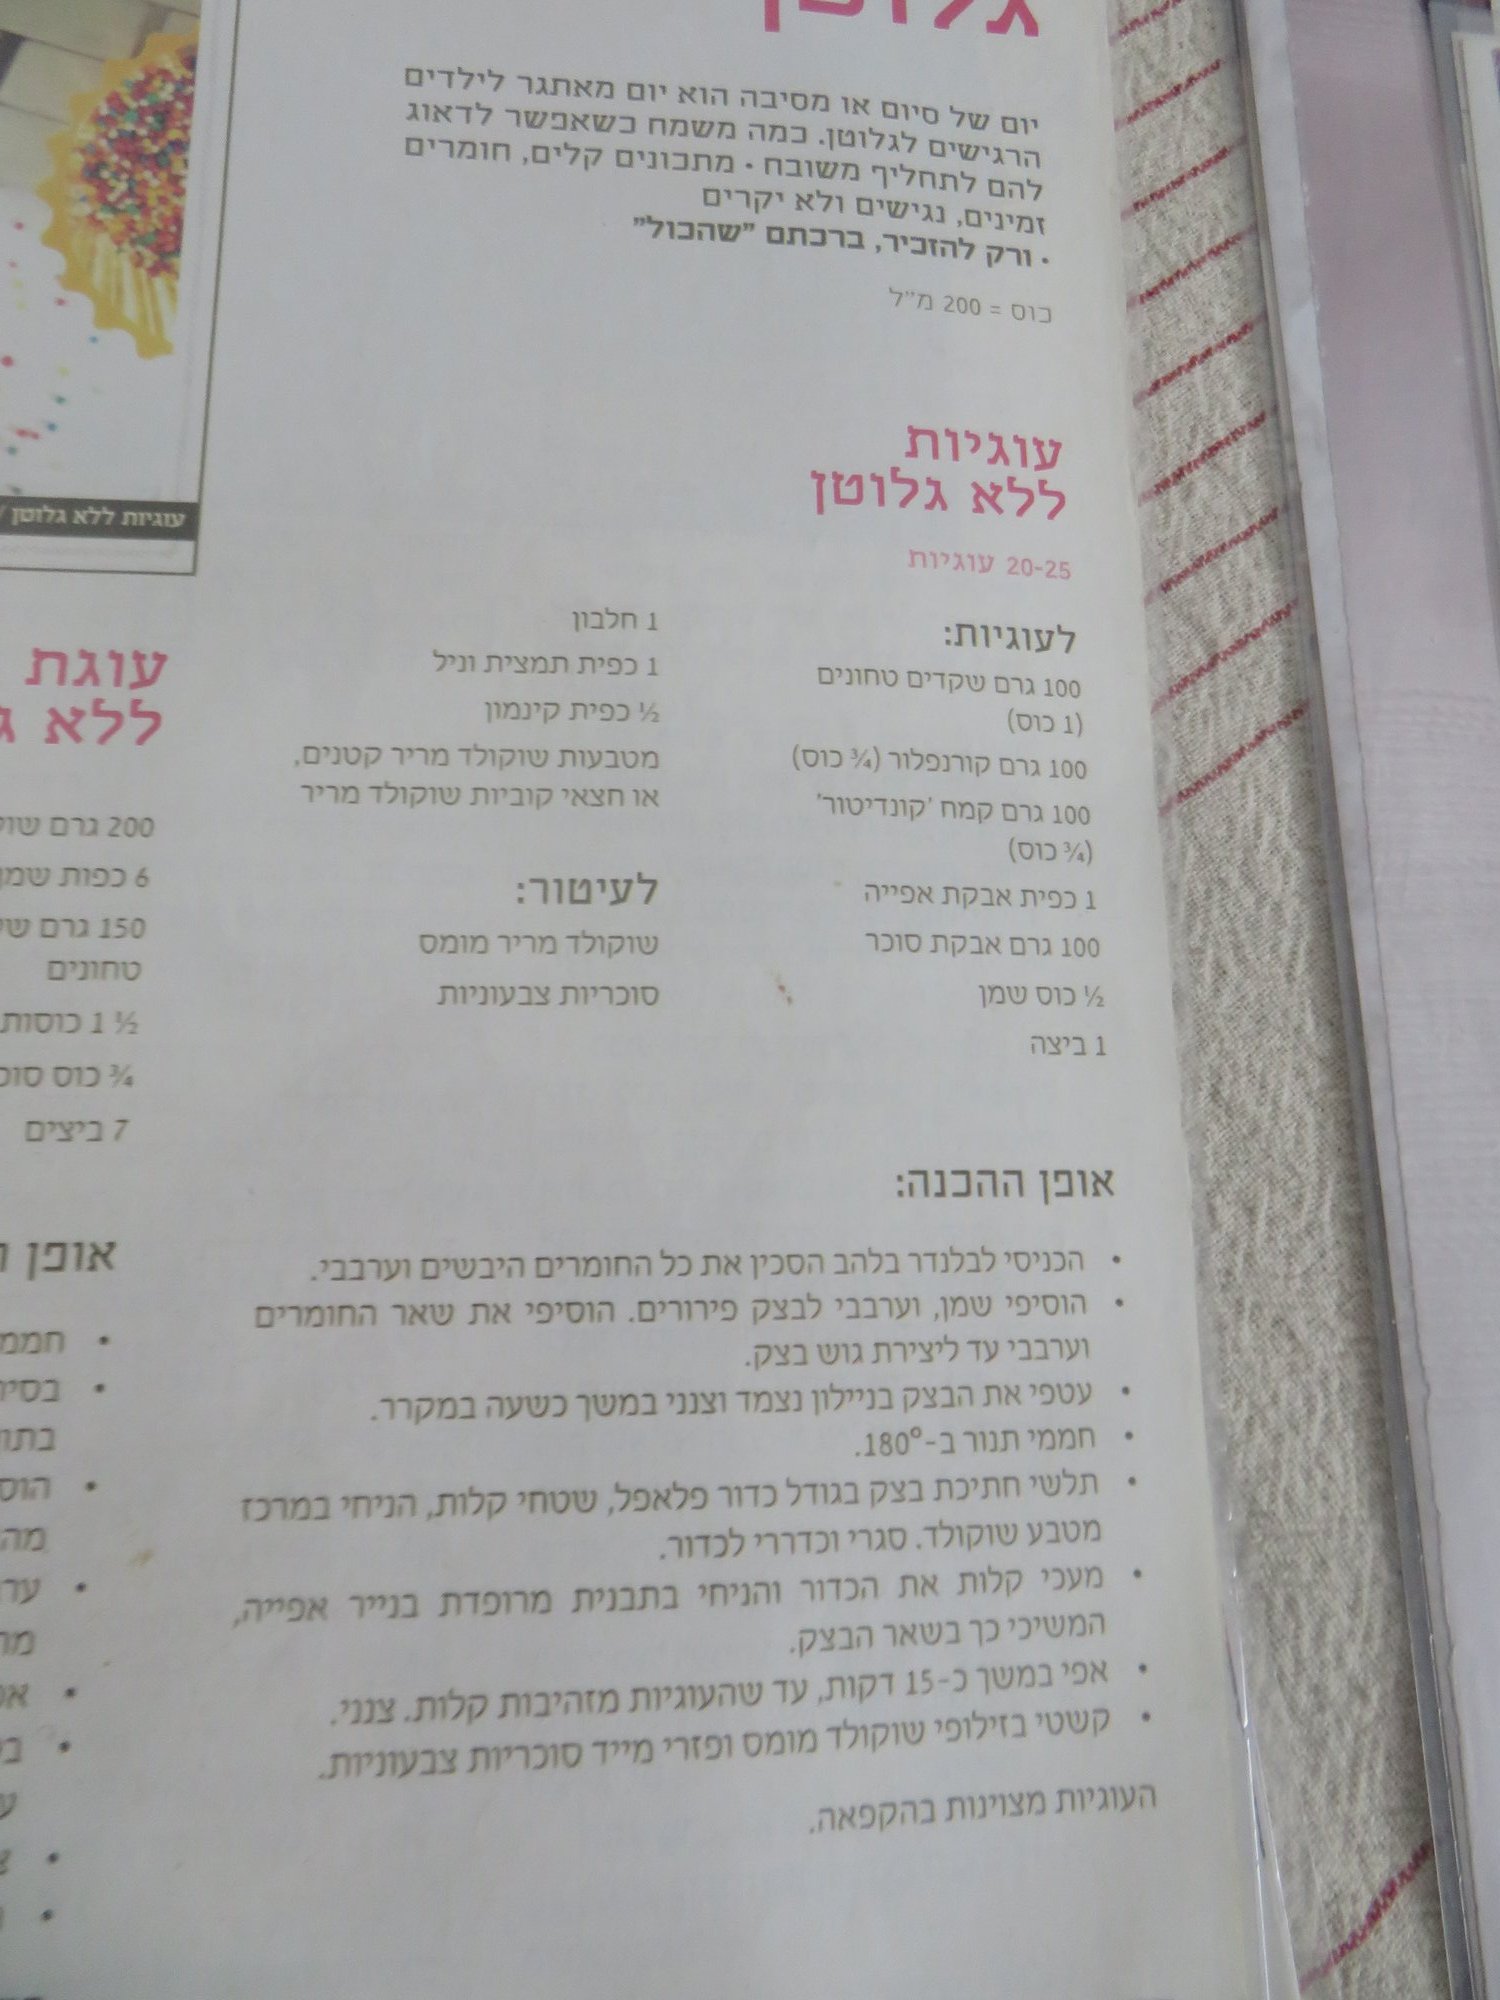 גלוטן
יום של סיום או מסיבה הוא יום מאתגר לילדים
הרגישים לגלוטן. כמה משמח כשאפשר לדאוג
להם לתחליף משובח • מתכונים קלים, חומרים
זמינים, נגישים ולא יקרים
• ורק להזכיר, ברכתם "שהכול"
כוס = 200 מ"ל
עוגיות
ללא גלוטן
20-25 עוגיות
לעוגיות:
100 גרם שקדים טחונים
(1 כוס)
100 גרם קורנפלור (¾ כוס)
100 גרם קמח 'קונדיטור'
(¾ כוס)
1 כפית אבקת אפייה
100 גרם אבקת סוכר
½ כוס שמן
1 ביצה
1 חלבון
1 כפית תמצית וניל
½ כפית קינמון
מטבעות שוקולד מריר קטנים,
או חצאי קוביות שוקולד מריר
לעיטור:
שוקולד מריר מומס
סוכריות צבעוניות
אופן ההכנה:
• הכניסי לבלנדר בלהב הסכין את כל החומרים היבשים וערבבי.
• הוסיפי שמן, וערבבי לבצק פירורים. הוסיפי את שאר החומרים
וערבבי עד ליצירת גוש בצק.
• עטפי את הבצק בניילון נצמד וצנני במשך כשעה במקרר.
• חממי תנור ב-180°.
• תלשי חתיכת בצק בגודל כדור פלאפל, שטחי קלות, הניחי במרכז
מטבע שוקולד. סגרי וכדררי לכדור.
• מעכי קלות את הכדור והניחי בתבנית מרופדת בנייר אפייה,
המשיכי כך בשאר הבצק.
• אפי במשך כ-15 דקות, עד שהעוגיות מזהיבות קלות. צנני.
• קשטי בזילופי שוקולד מומס ופזרי מייד סוכריות צבעוניות.
העוגיות מצוינות בהקפאה.
עוגיות ללא גלוטן /
עוגת
ללא
200 גרם
6 כפות
150 גרם
טחונים
1 ½ כוסות
¾ כוס
7 ביצים
אופן